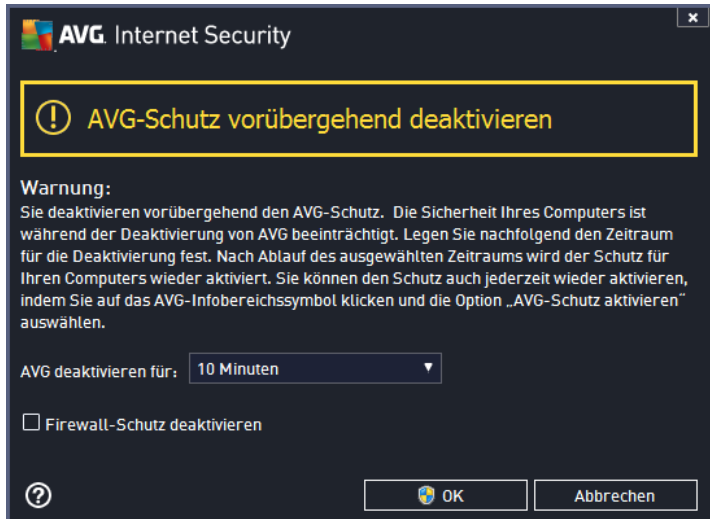 AVG. Internet Security
x
AVG-Schutz vorübergehend deaktivieren
Warnung:
Sie deaktivieren vorübergehend den AVG-Schutz. Die Sicherheit Ihres Computers ist
während der Deaktivierung von AVG beeinträchtigt. Legen Sie nachfolgend den Zeitraum
für die Deaktivierung fest. Nach Ablauf des ausgewählten Zeitraums wird der Schutz für
Ihren Computers wieder aktiviert. Sie können den Schutz auch jederzeit wieder aktivieren,
indem Sie auf das AVG-Infobereichssymbol klicken und die Option „AVG-Schutz aktivieren“
auswählen.
AVG deaktivieren für: 10 Minuten
Firewall-Schutz deaktivieren
? OK Abbrechen